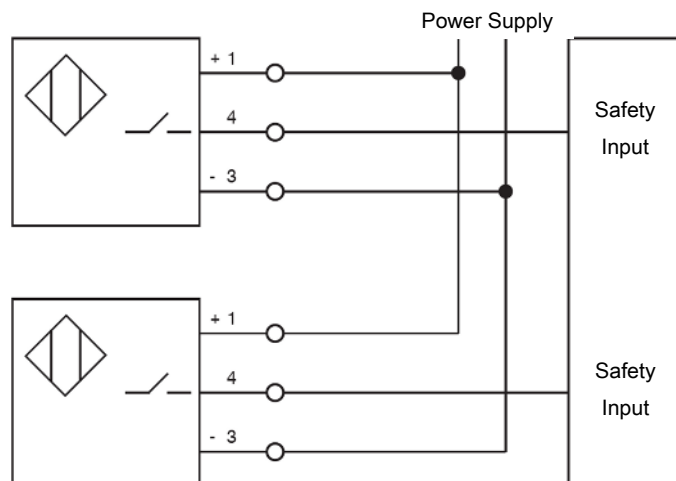 Power Supply
+ 1
4
- 3
Safety
Input
+ 1
4
- 3
Safety
Input